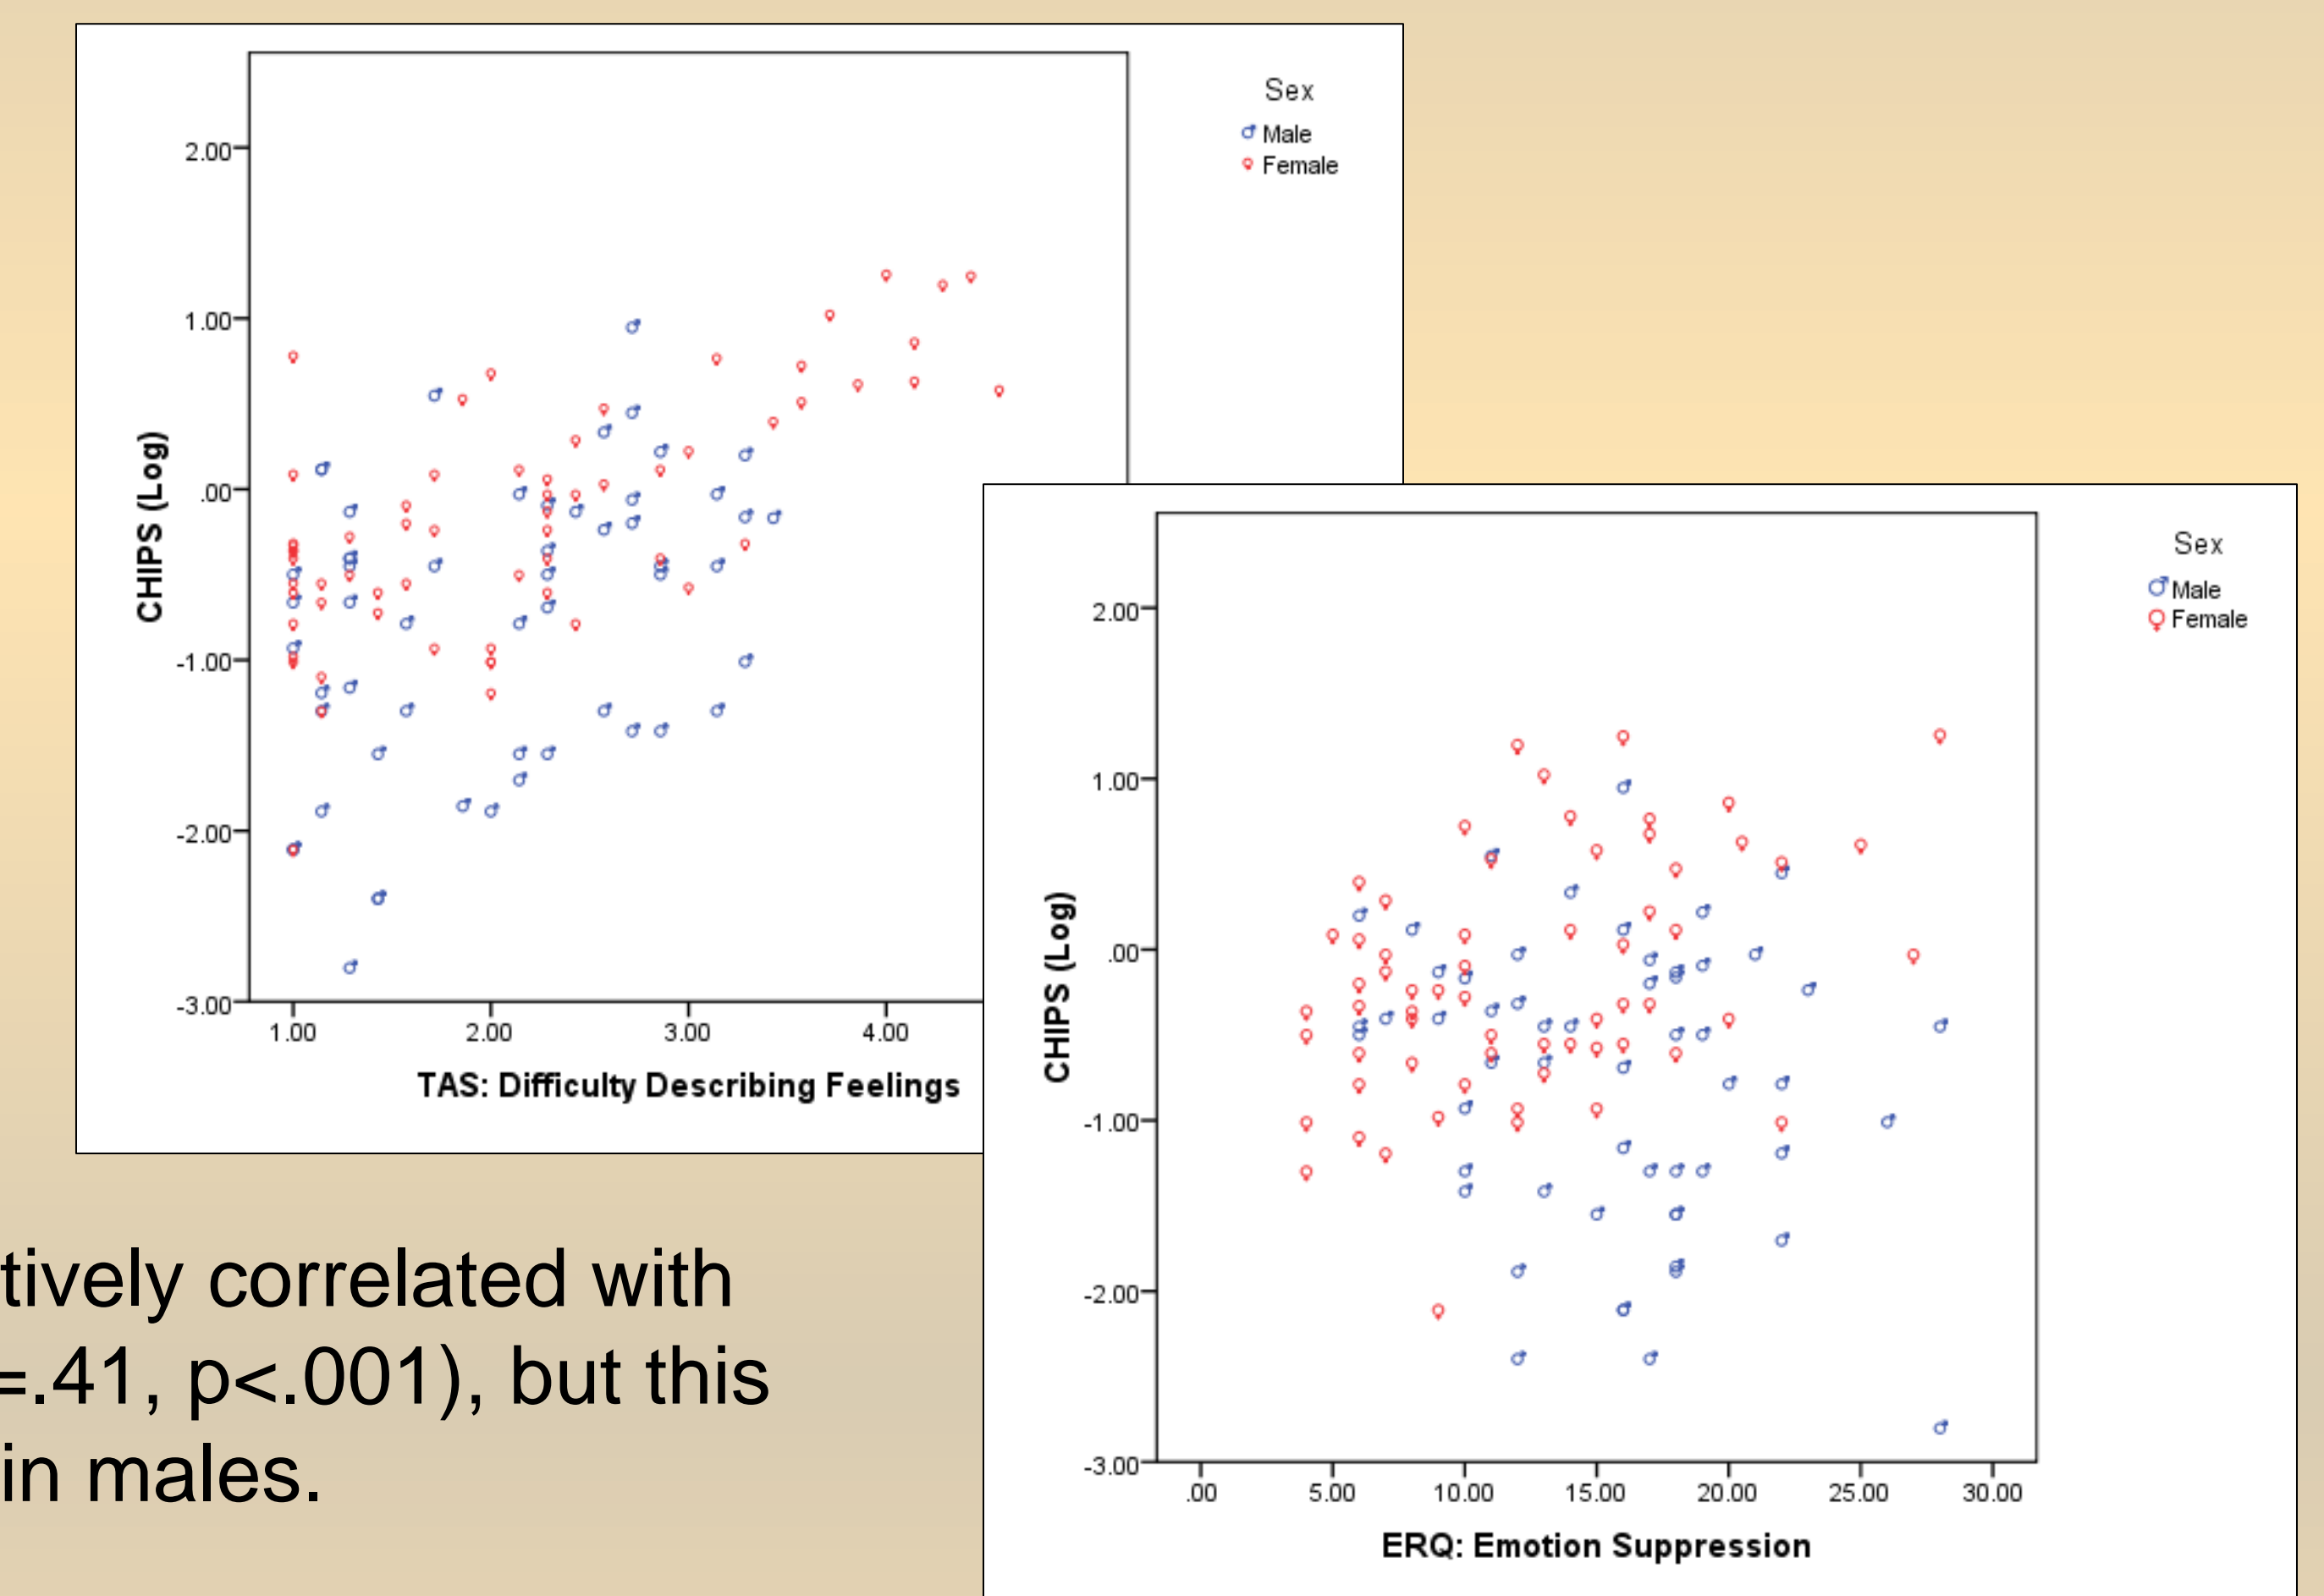 Sex
Male
Female
2.00
1.00
.00
-1.00
-2.00
-3.00
CHIPS (Log)
1.00 2.00 3.00 4.00
TAS: Difficulty Describing Feelings
Sex
Male
Female
2.00
1.00
.00
-1.00
-2.00
-3.00
CHIPS (Log)
.00 5.00 10.00 15.00 20.00 25.00 30.00
ERQ: Emotion Suppression
tively correlated with
=.41, p<.001), but this
in males.